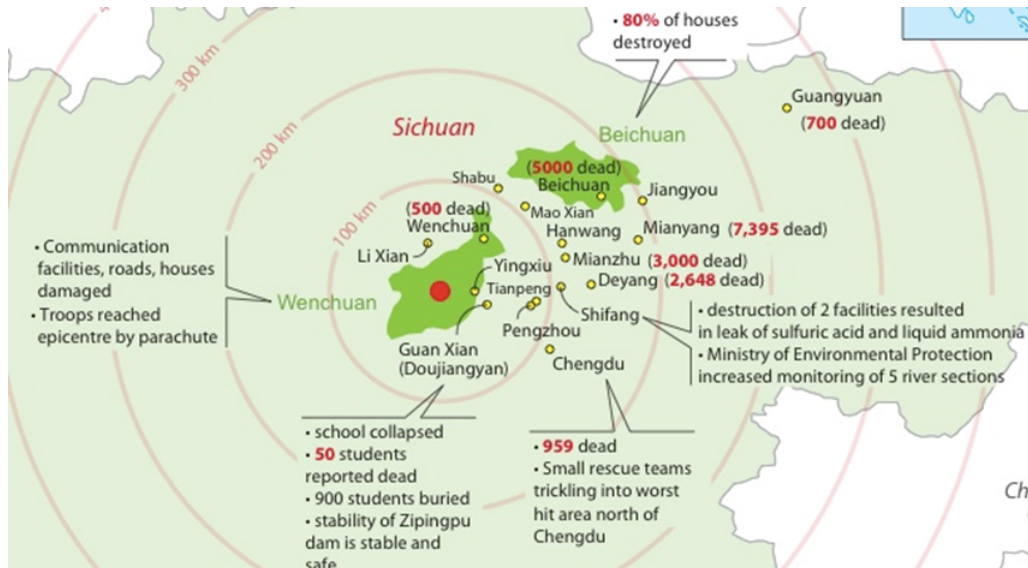 • 80% of houses
destroyed
300 km
200 km
100 km
Sichuan
Beichuan
Guangyuan
(700 dead)
(5000 dead)
Beichuan
Shabu
Jiangyou
Mao Xian
(500 dead)
Wenchuan
Hanwang
Mianyang (7,395 dead)
Li Xian
Yingxiu
Mianzhu (3,000 dead)
Deyang (2,648 dead)
Tianpeng
Shifang
Pengzhou
Guan Xian
(Doujiangyan)
Chengdu
Wenchuan
• Communication
facilities, roads, houses
damaged
• Troops reached
epicentre by parachute
• destruction of 2 facilities resulted
in leak of sulfuric acid and liquid ammonia
• Ministry of Environmental Protection
increased monitoring of 5 river sections
• school collapsed
• 50 students
reported dead
• 900 students buried
• stability of Zipingpu
dam is stable and
safe
• 959 dead
• Small rescue teams
trickling into worst
hit area north of
Chengdu
Ch